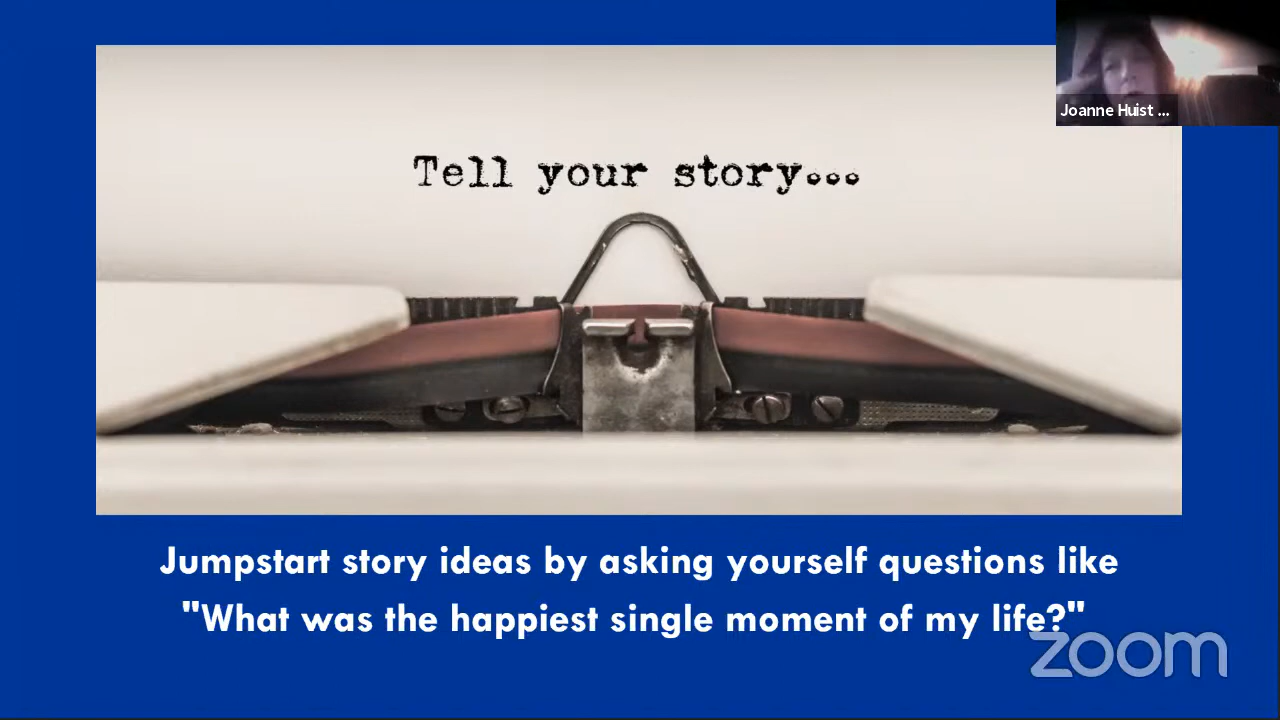 Joanne Huist ...
Tell your story...
Jumpstart story ideas by asking yourself questions like
"What was the happiest single moment of my life?"
zoom